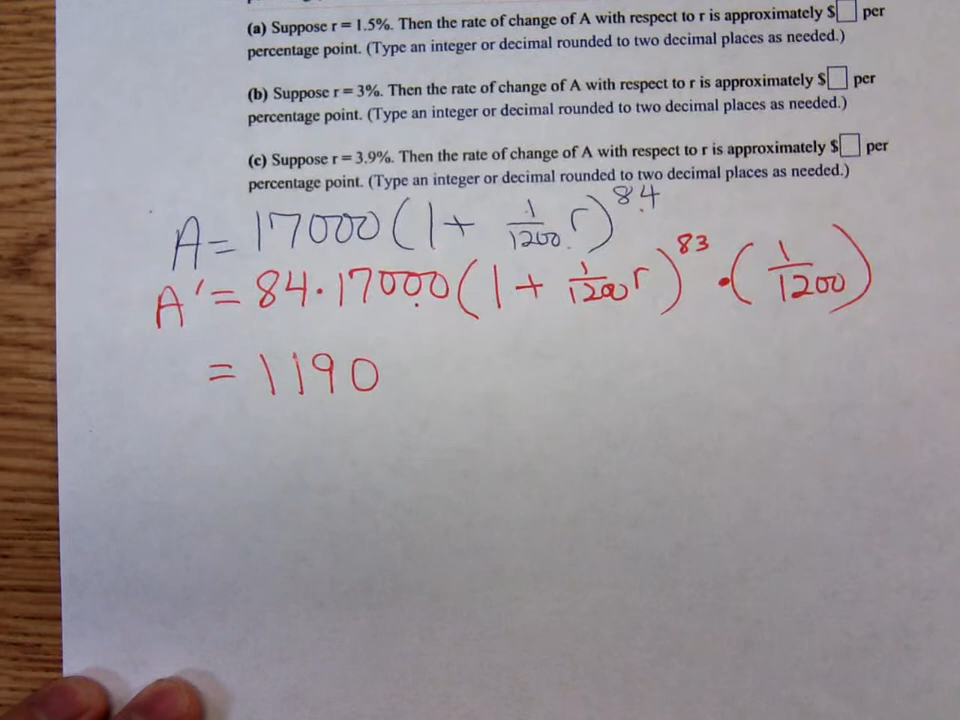 (a) Suppose r = 1.5%. Then the rate of change of A with respect to r is approximately $☐ per
percentage point. (Type an integer or decimal rounded to two decimal places as needed.)
(b) Suppose r = 3%. Then the rate of change of A with respect to r is approximately $☐ per
percentage point. (Type an integer or decimal rounded to two decimal places as needed.)
(c) Suppose r = 3.9%. Then the rate of change of A with respect to r is approximately $☐ per
percentage point. (Type an integer or decimal rounded to two decimal places as needed.)
A = 17000(1 + 1/1200 r)^84
A' = 84·17000(1 + 1/1200 r)^83 ·(1/1200)
= 1190